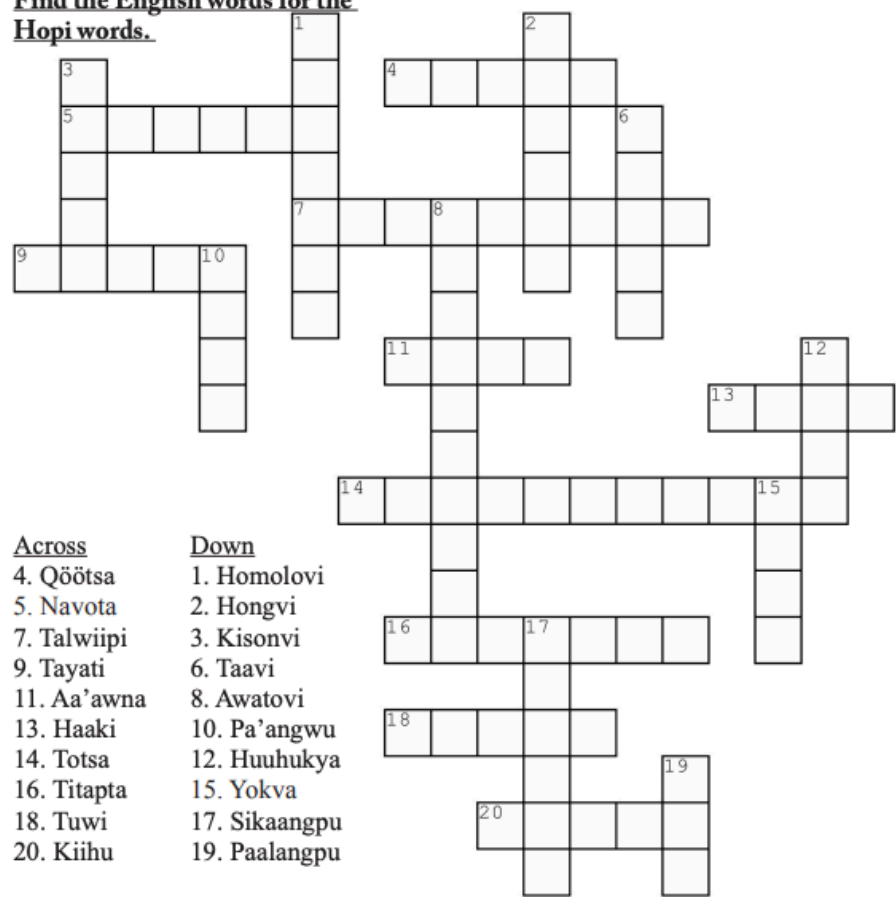 Find the English words for the
Hopi words.
1
2
3
4
5
6
7
8
9
10
11
12
13
14
15
16
17
18
19
20
Across
4. Qöötsa
5. Navota
7. Talwiipi
9. Tayati
11. Aa’awna
13. Haaki
14. Totsa
16. Titapta
18. Tuwi
20. Kiihu
Down
1. Homolovi
2. Hongvi
3. Kisonvi
6. Taavi
8. Awatovi
10. Pa’angwu
12. Huuhukya
15. Yokva
17. Sikaangpu
19. Paalangpu